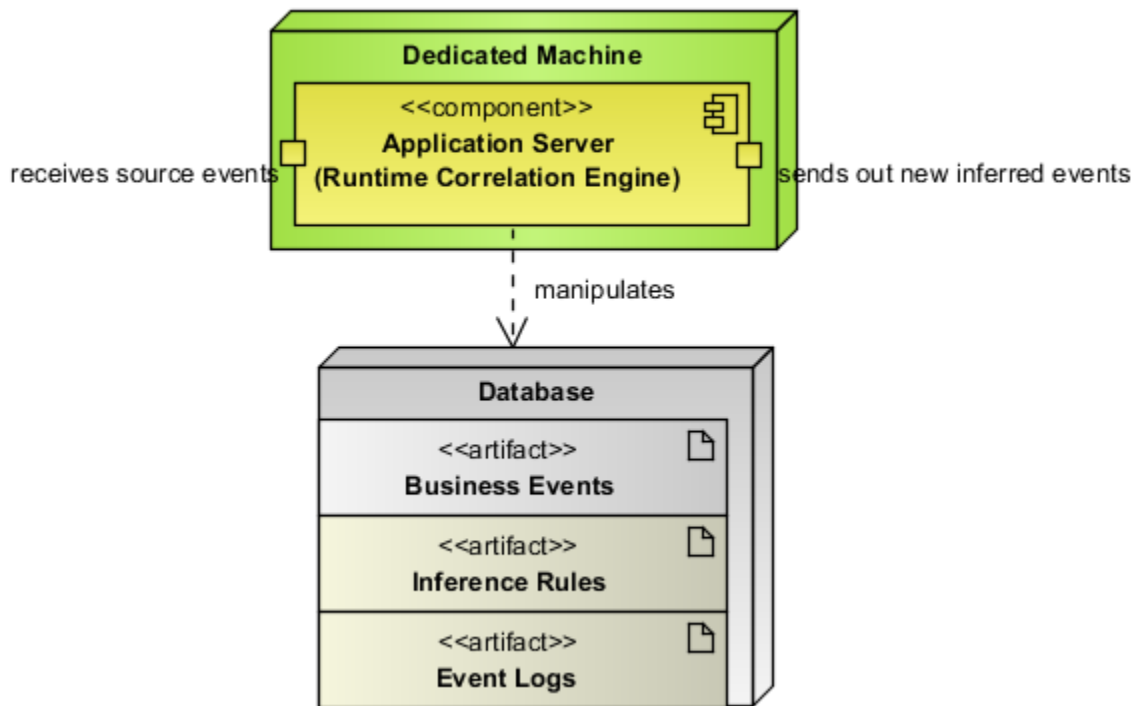 Dedicated Machine
<<component>>
Application Server
(Runtime Correlation Engine)
receives source events
sends out new inferred events
manipulates
Database
<<artifact>>
Business Events
<<artifact>>
Inference Rules
<<artifact>>
Event Logs